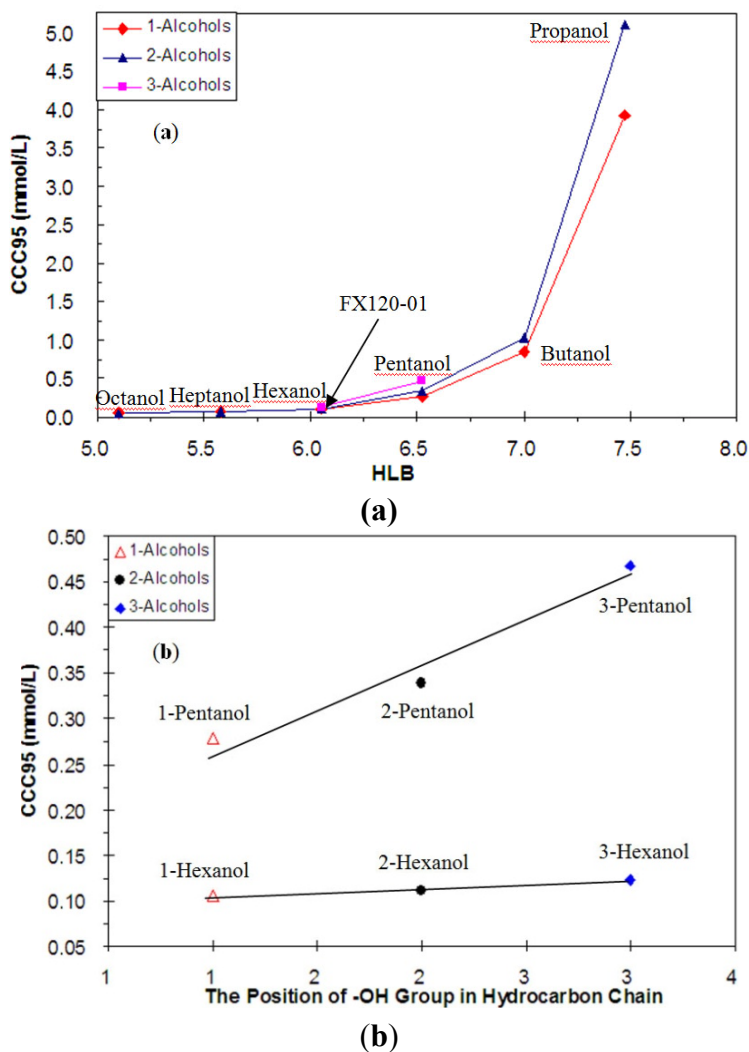 1-Alcohols
2-Alcohols
3-Alcohols
(a)
CCC95 (mmol/L)
5.0
4.5
4.0
3.5
3.0
2.5
2.0
1.5
1.0
0.5
0.0
Propanol
FX120-01
Pentanol
Butanol
Octanol Heptanol Hexanol
5.0 5.5 6.0 6.5 7.0 7.5 8.0
HLB
(a)
1-Alcohols
2-Alcohols
3-Alcohols
(b)
CCC95 (mmol/L)
0.50
0.45
0.40
0.35
0.30
0.25
0.20
0.15
0.10
0.05
3-Pentanol
1-Pentanol
2-Pentanol
3-Hexanol
2-Hexanol
1-Hexanol
1 1 2 2 3 3 4
The Position of -OH Group in Hydrocarbon Chain
(b)